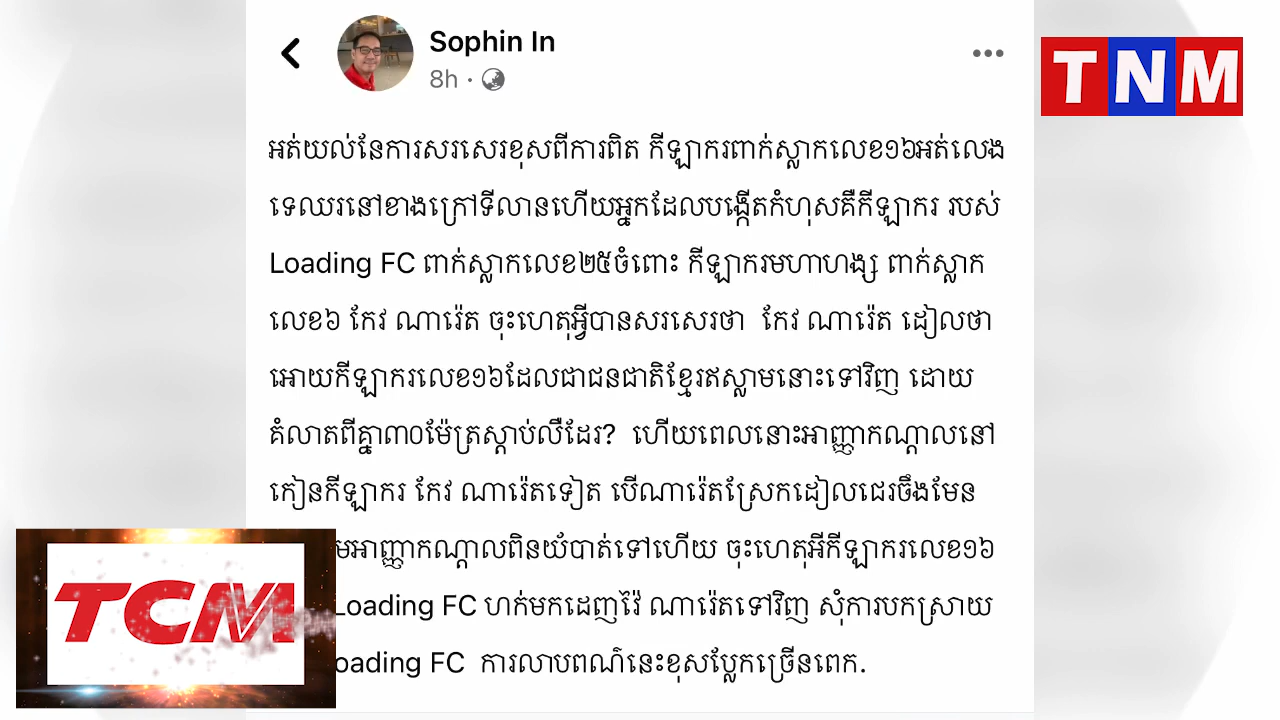 Sophin In
8h ·
TNM
អត់យល់នែការសរសេរខុសពីការពិត កីឡាករពាក់ស្លាកលេខ១៦អត់លេង
ទេឈរនៅខាងក្រៅទីលានហើយអ្នកដែលបង្កើតកំហុសគឺកីឡាករ របស់
Loading FC ពាក់ស្លាកលេខ២៥ចំពោះ កីឡាករមហាហង្ស ពាក់ស្លាក
លេខ៦ កែវ ណារ៉េត ចុះហេតុអ្វីបានសរសេរថា កែវ ណារ៉េត ដៀលថា
អោយកីឡាករលេខ១៦ដែលជាជនជាតិខ្មែរឥស្លាមនោះទៅវិញ ដោយ
គំលាតពីគ្នា៣០ម៉ែត្រស្តាប់លឺដែរ? ហើយពេលនោះអាញ្ញាកណ្តាលនៅ
កៀនកីឡាករ កែវ ណារ៉េតទៀត បើណារ៉េតស្រែកដៀលជេរចឹងមែន
មអាញ្ញាកណ្តាលពិន័យបាត់ទៅហើយ ចុះហេតុអីកីឡាករលេខ១៦
Loading FC ហក់មកដេញវ៉ៃ ណារ៉េតទៅវិញ សុំការបកស្រាយ
oading FC ការលាបពណ៌នេះខុសប្លែកច្រើនពេក.
TCM